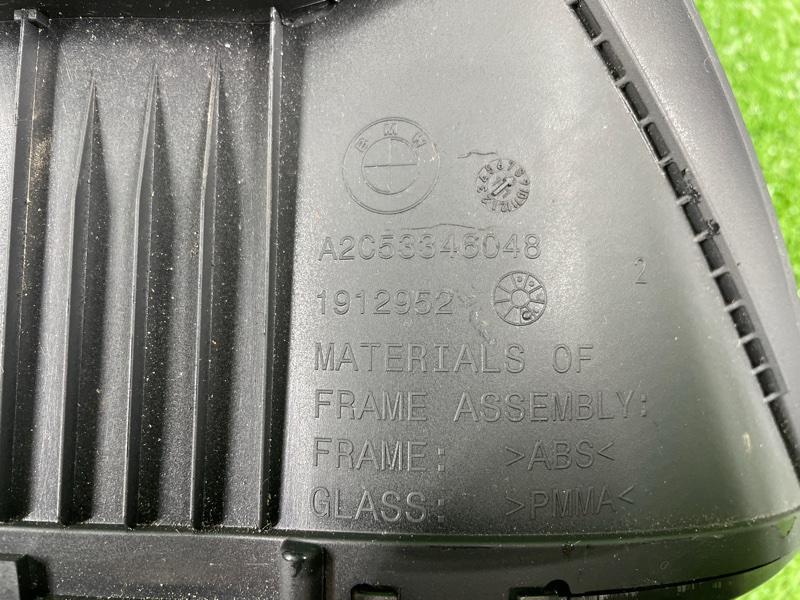 BMW
A2C53346048
2
1912952
MATERIALS OF
FRAME ASSEMBLY:
FRAME: >ABS<
GLASS: >PMMA<